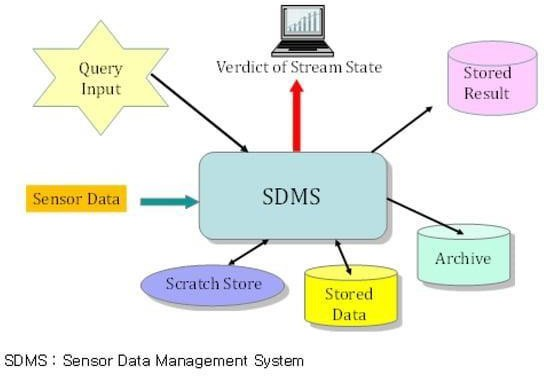 Query
Input
Verdict of Stream State
Stored
Result
Sensor Data
SDMS
Archive
Scratch Store
Stored
Data
SDMS : Sensor Data Management System